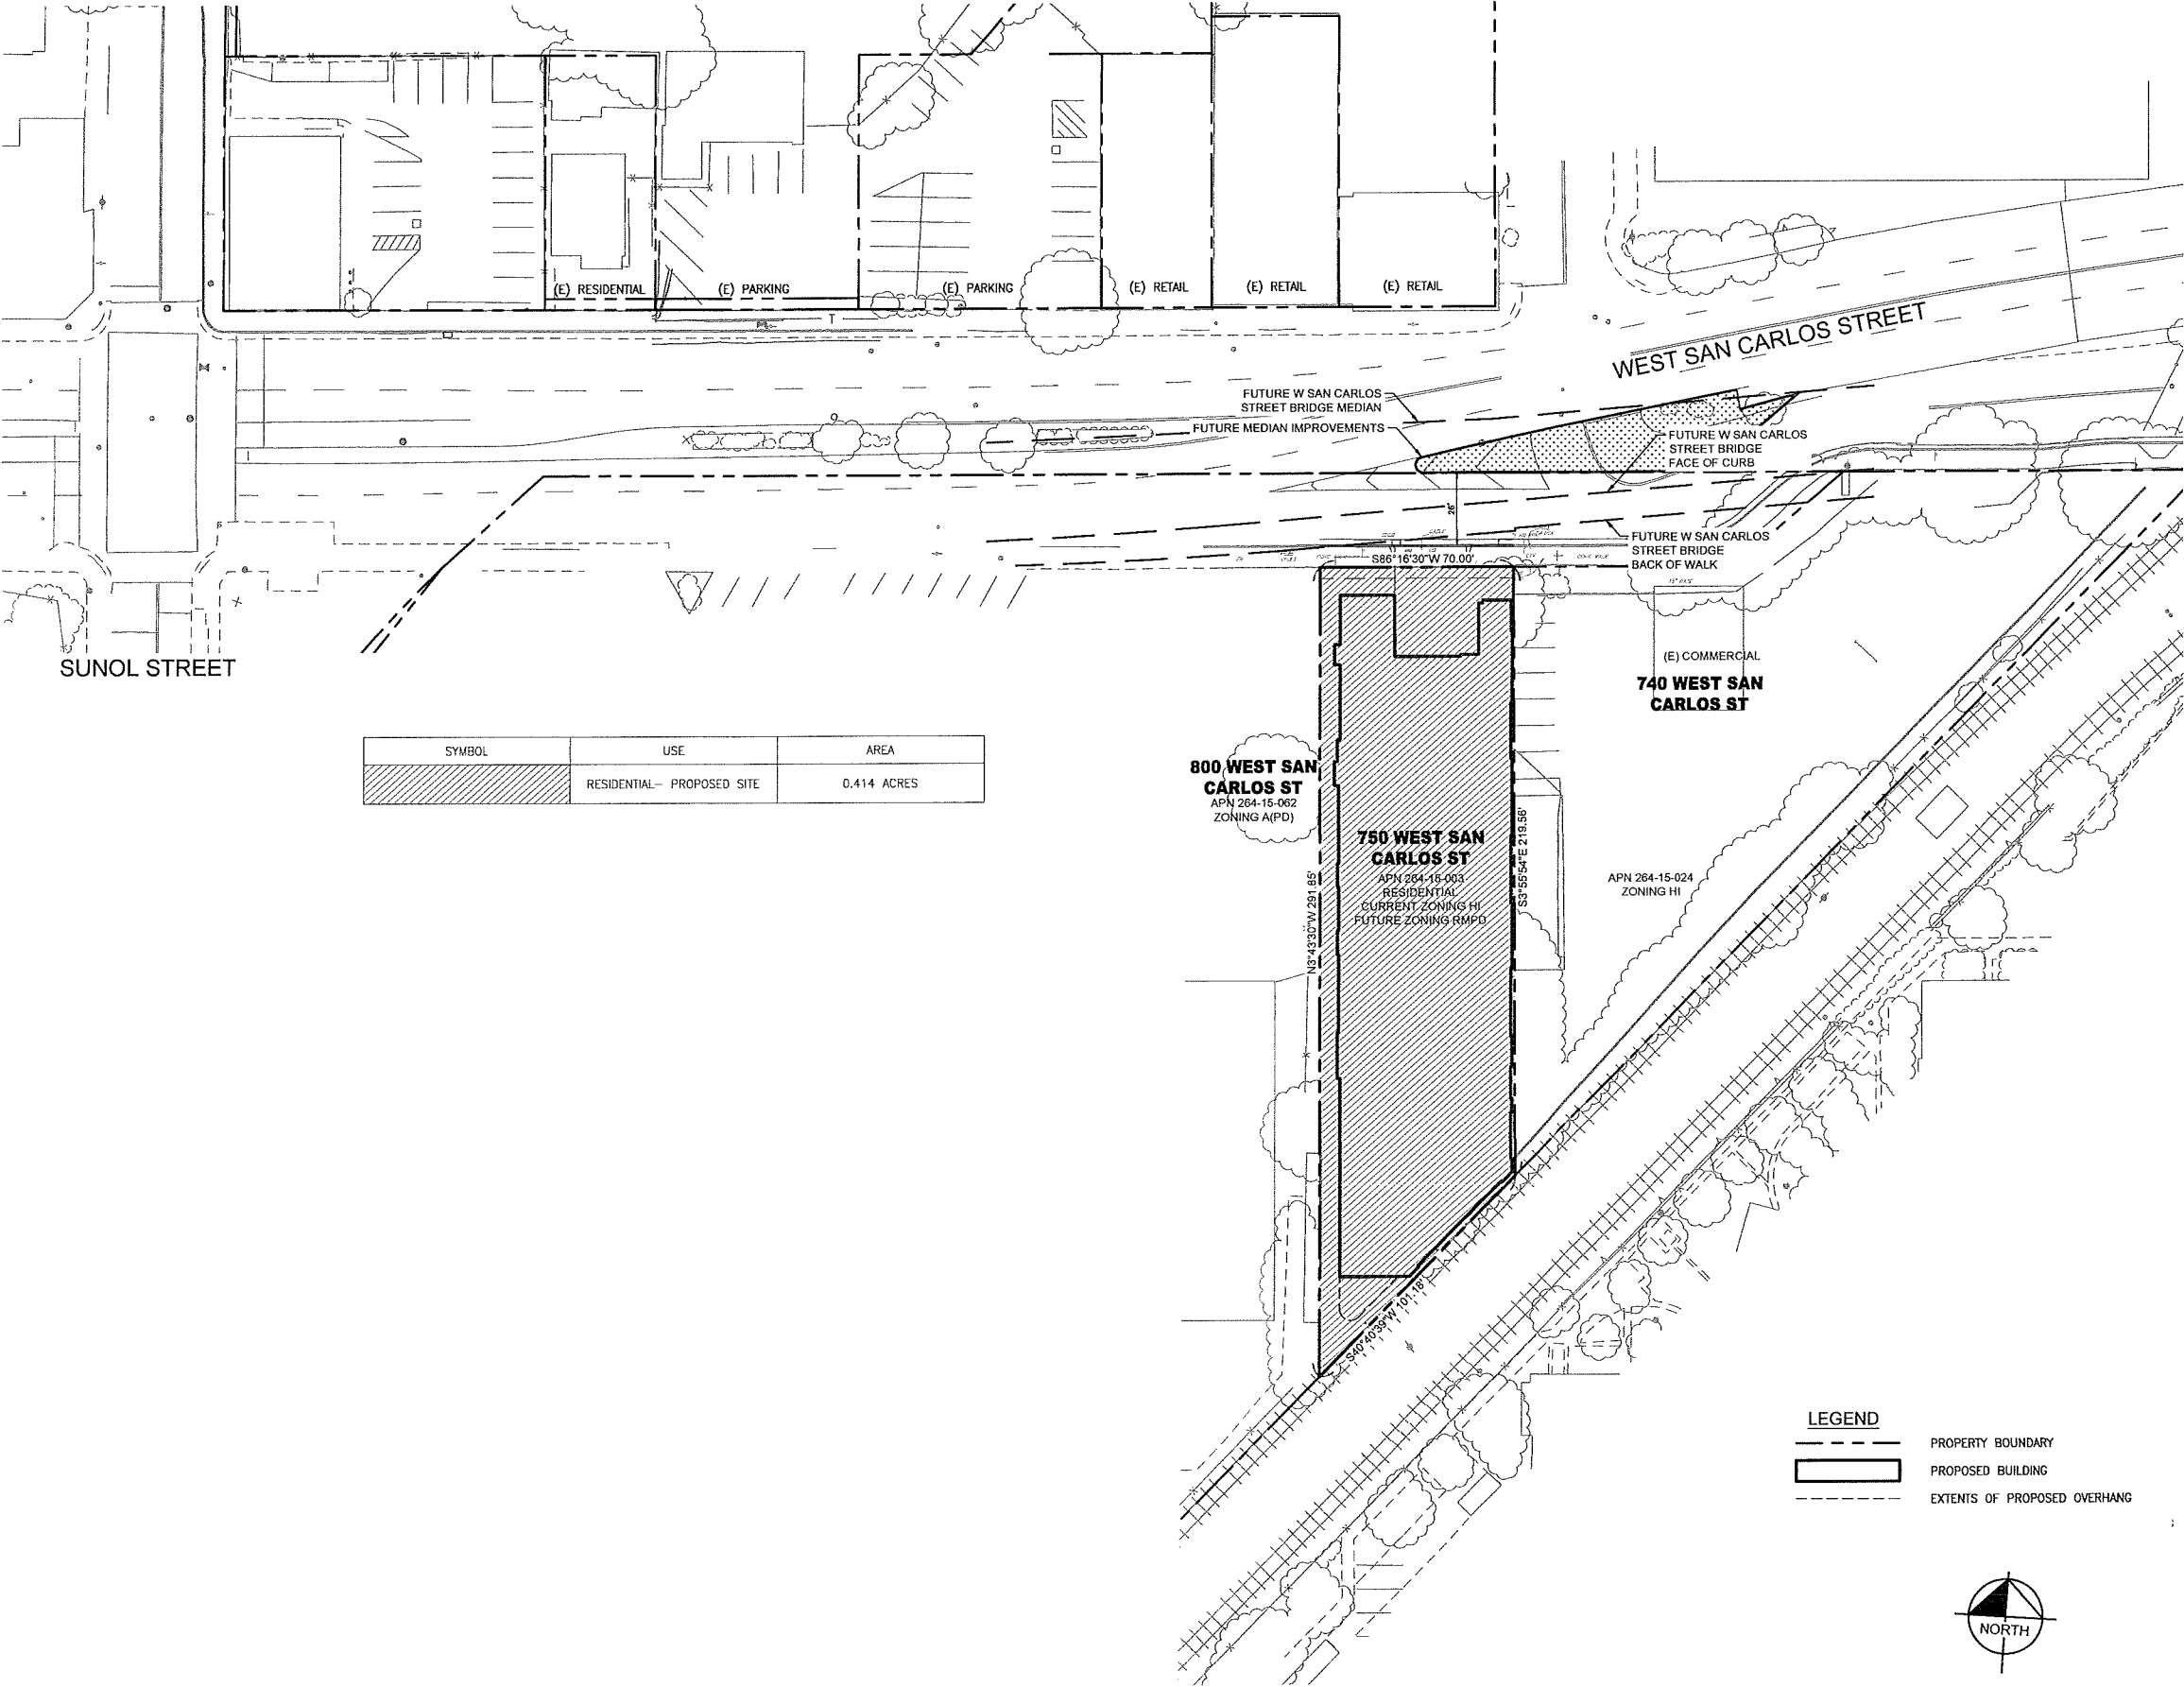 (E) RESIDENTIAL
(E) PARKING
(E) PARKING
(E) RETAIL
(E) RETAIL
(E) RETAIL
T
WEST SAN CARLOS STREET
FUTURE W SAN CARLOS
STREET BRIDGE MEDIAN
FUTURE MEDIAN IMPROVEMENTS
FUTURE W SAN CARLOS
STREET BRIDGE
FACE OF CURB
26'
FUTURE W SAN CARLOS
STREET BRIDGE
BACK OF WALK
S86°16'30"W 70.00'
SUNOL STREET
(E) COMMERCIAL
740 WEST SAN
CARLOS ST
SYMBOL USE AREA
RESIDENTIAL- PROPOSED SITE 0.414 ACRES
800 WEST SAN
CARLOS ST
APN 264-15-062
ZONING A(PD)
750 WEST SAN
CARLOS ST
APN 264-15-003
RESIDENTIAL
CURRENT ZONING HI
FUTURE ZONING RMPD
N3°43'30"W 291.85'
S3°55'54"E 219.56'
APN 264-15-024
ZONING HI
S40°40'39"W 101.18'
LEGEND
PROPERTY BOUNDARY
PROPOSED BUILDING
EXTENTS OF PROPOSED OVERHANG
NORTH